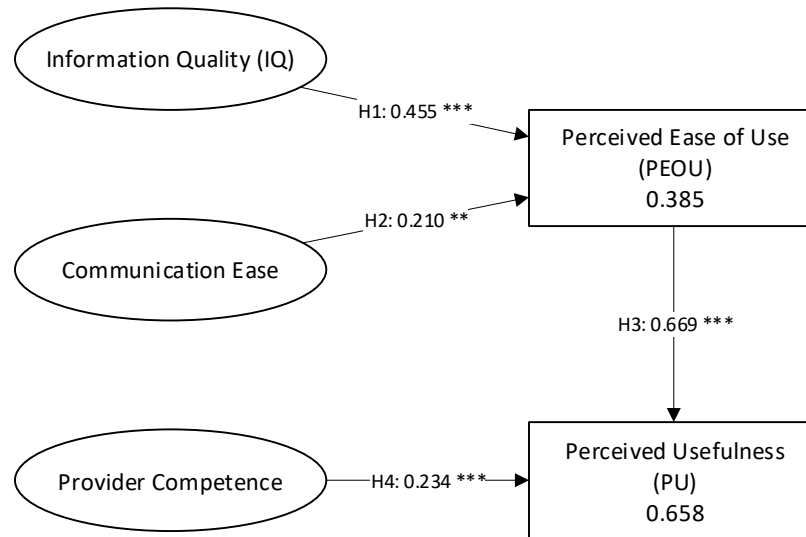 Information Quality (IQ)
H1: 0.455 ***
Perceived Ease of Use
(PEOU)
0.385
H2: 0.210 **
Communication Ease
H3: 0.669 ***
Provider Competence
H4: 0.234 ***
Perceived Usefulness
(PU)
0.658